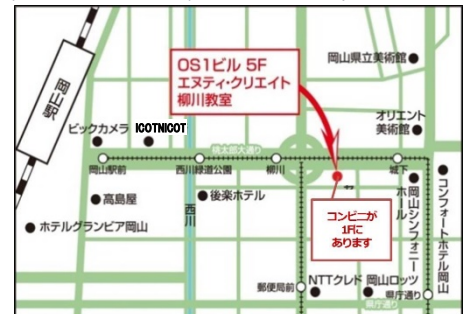 岡山県立美術館
OS1ビル 5F
エヌティ・クリエイト
柳川教室
オリエント
美術館
岡山駅
ビックカメラ
ICOTNICOT
桃太郎大通り
岡山駅前
西川緑道公園
柳川
城下
高島屋
西川
後楽ホテル
ホテルグランビア岡山
コンビニが
1Fに
あります
岡山シンフォニー
ホール
コンフォートホテル岡山
郵便局前
NTTクレド
岡山ロッツ
県庁通り
県庁通り